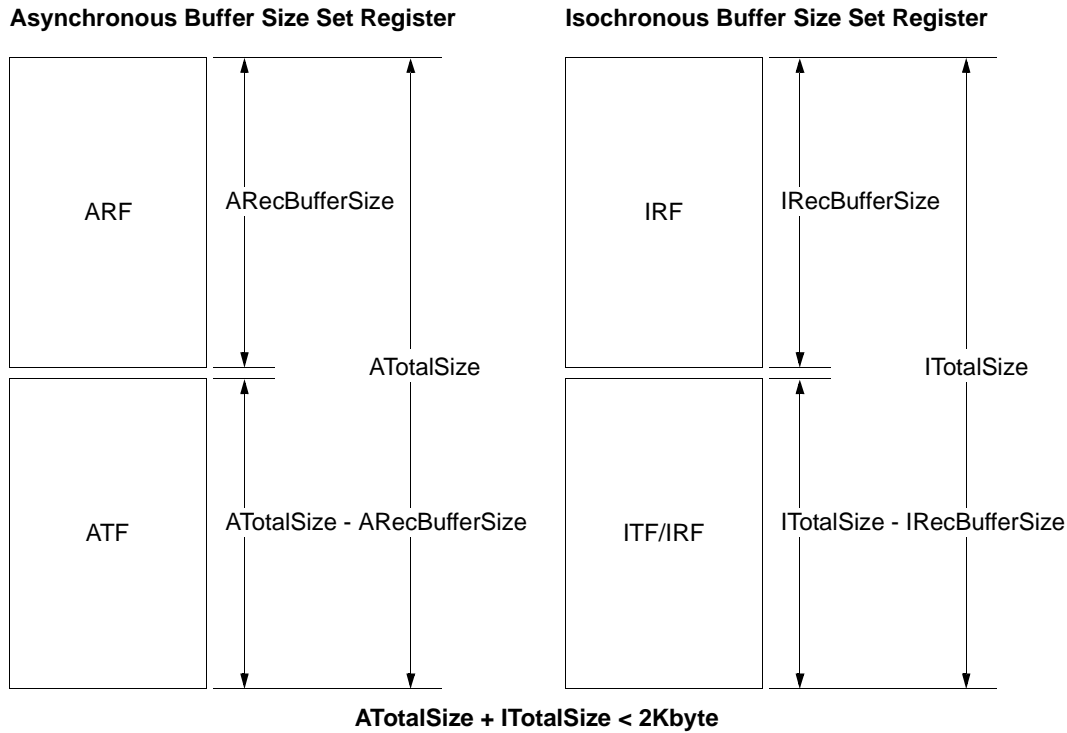 Asynchronous Buffer Size Set Register
ARF
ARecBufferSize
ATotalSize
ATF
ATotalSize - ARecBufferSize
Isochronous Buffer Size Set Register
IRF
IRecBufferSize
ITotalSize
ITF/IRF
ITotalSize - IRecBufferSize
ATotalSize + ITotalSize < 2Kbyte